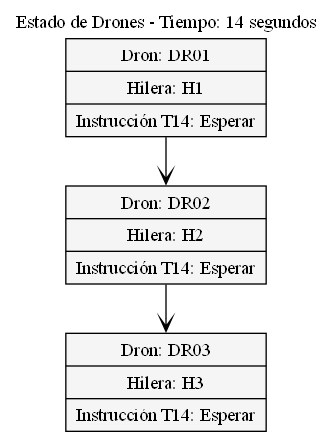 Estado de Drones - Tiempo: 14 segundos
Dron: DR01
Hilera: H1
Instrucción T14: Esperar
Dron: DR02
Hilera: H2
Instrucción T14: Esperar
Dron: DR03
Hilera: H3
Instrucción T14: Esperar